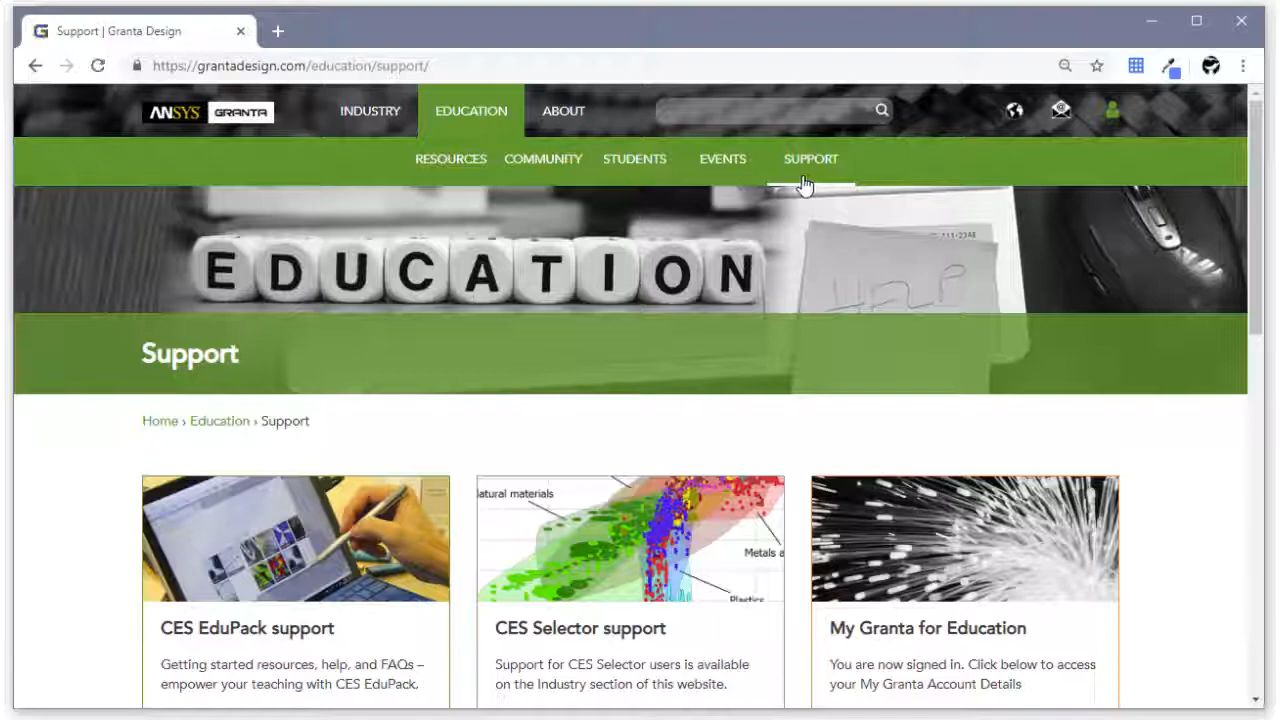 Support | Granta Design
https://grantadesign.com/education/support/
ANSYS GRANTA
INDUSTRY EDUCATION ABOUT
RESOURCES COMMUNITY STUDENTS EVENTS SUPPORT
EDUCATION
HELP
Support
Home › Education › Support
atural materials
Metals a
Plastics
CES EduPack support
Getting started resources, help, and FAQs –
empower your teaching with CES EduPack.
CES Selector support
Support for CES Selector users is available
on the Industry section of this website.
My Granta for Education
You are now signed in. Click below to access
your My Granta Account Details